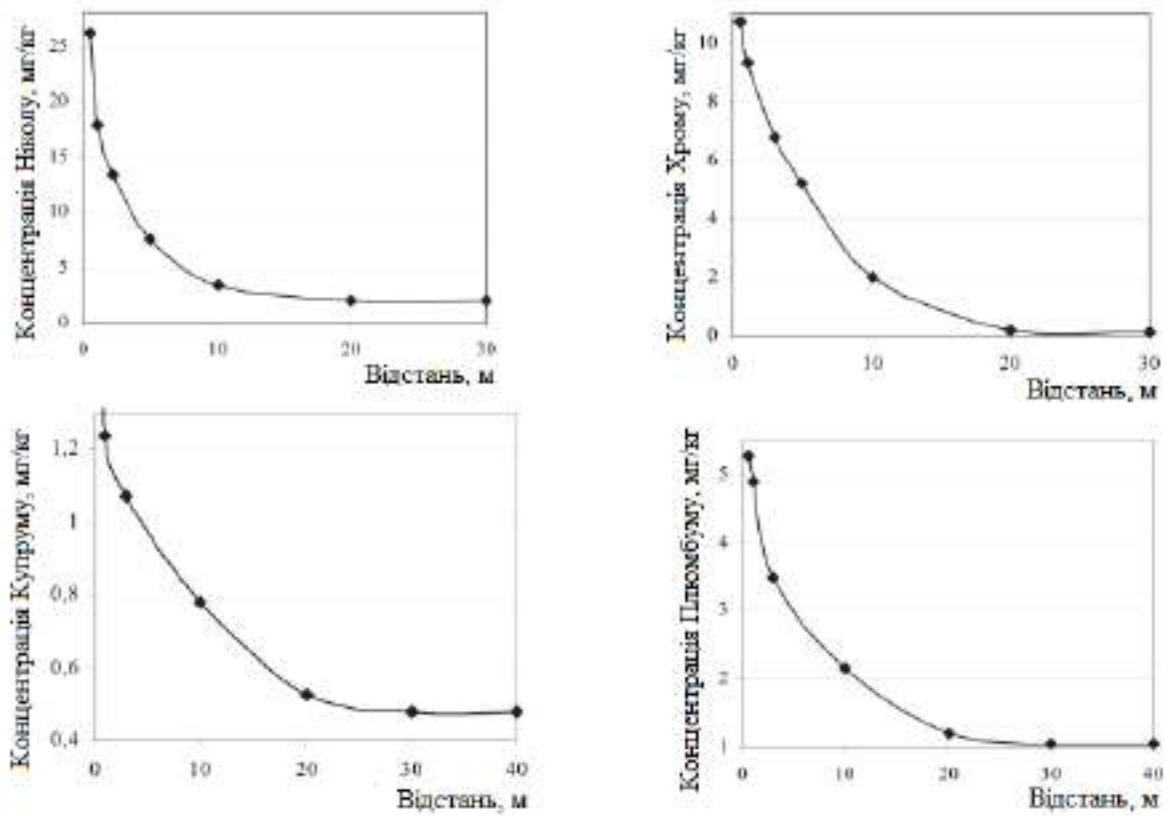 Концентрація Ніколу, мг/кг
25
20
15
10
5
0
0 10 20 30
Відстань, м
Концентрація Хрому, мг/кг
10
8
6
4
2
0
0 10 20 30
Відстань, м
Концентрація Купруму, мг/кг
1,2
1
0,8
0,6
0,4
0 10 20 30 40
Відстань, м
Концентрація Плюмбуму, мг/кг
5
4
3
2
1
0 10 20 30 40
Відстань, м